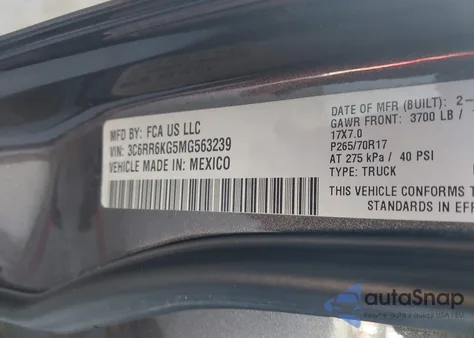 MFD BY: FCA US LLC
VIN: 3C6RR6KG5MG563239
VEHICLE MADE IN: MEXICO
DATE OF MFR (BUILT): 2-
GAWR FRONT: 3700 LB /
17X7.0
P265/70R17
AT 275 kPa / 40 PSI
TYPE: TRUCK
THIS VEHICLE CONFORMS T
STANDARDS IN EFF
autoSnap